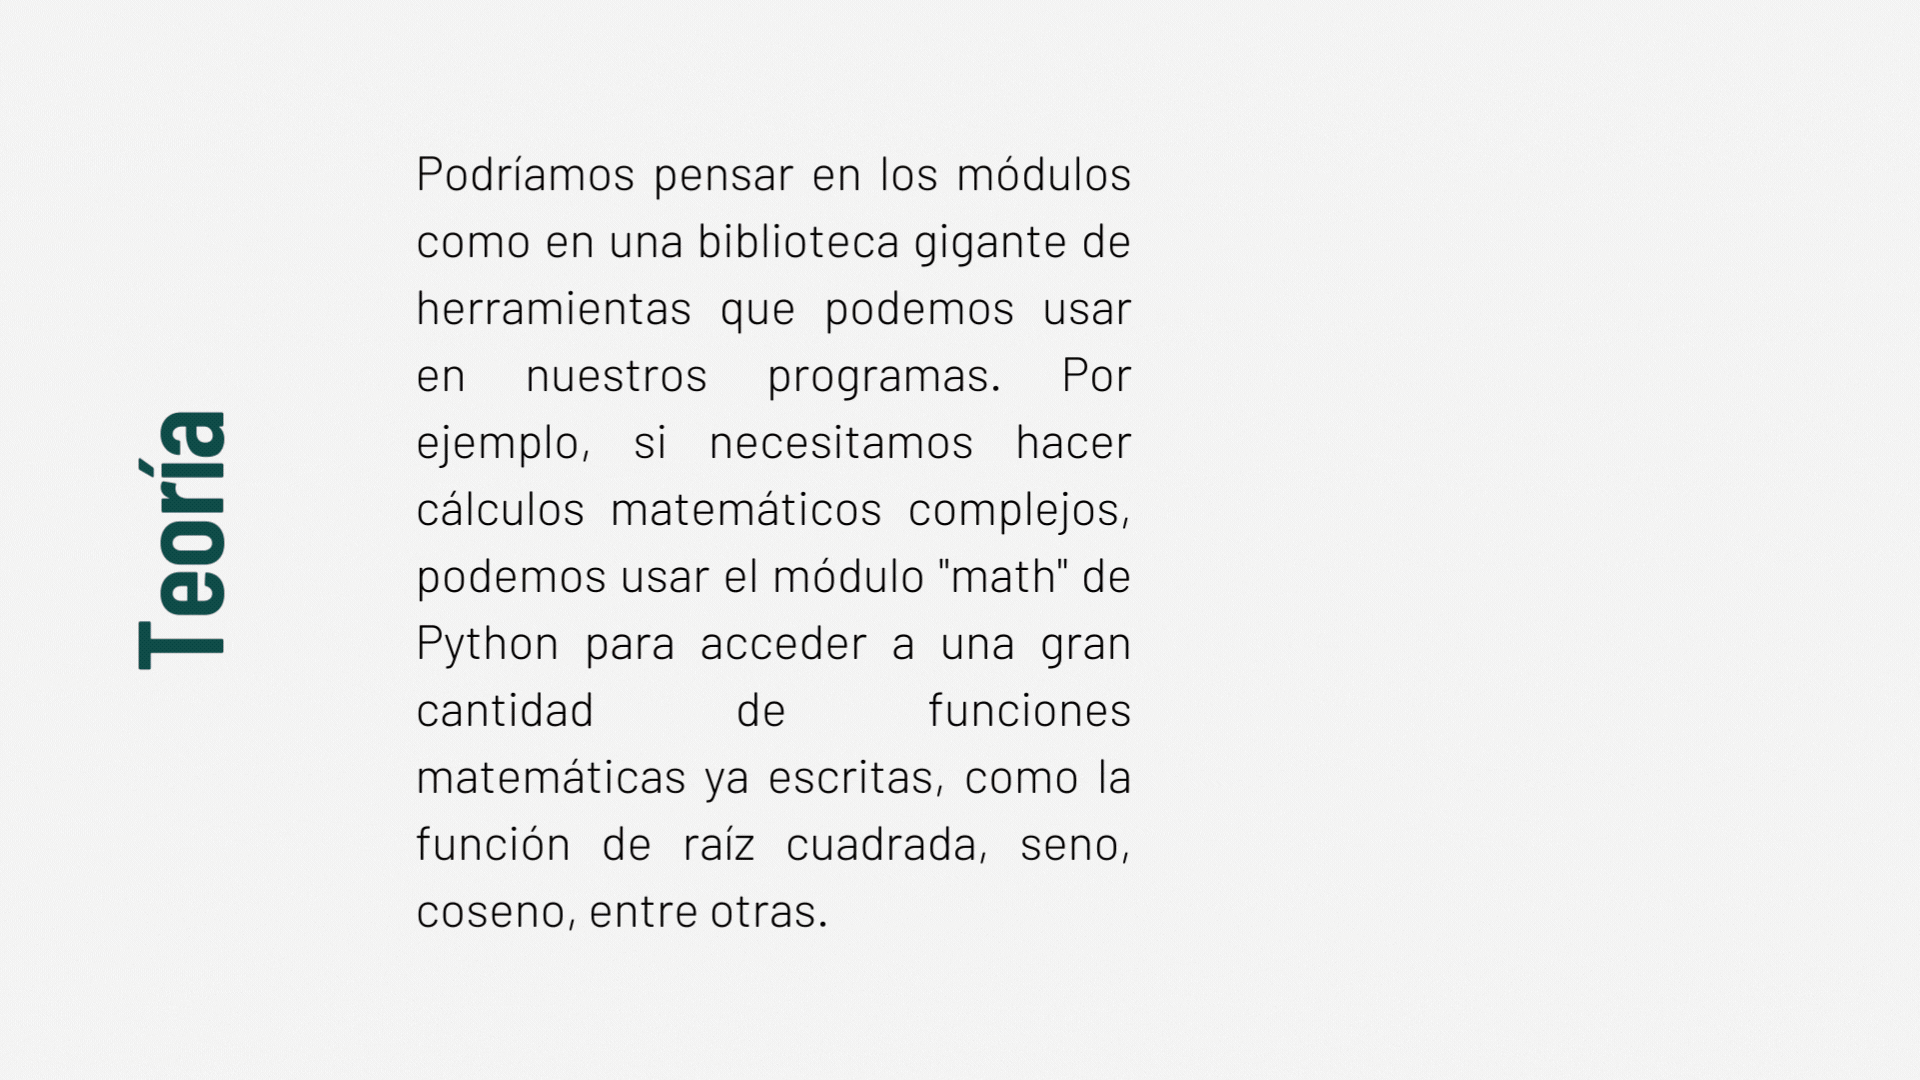 Teoría
Podríamos pensar en los módulos
como en una biblioteca gigante de
herramientas que podemos usar
en nuestros programas. Por
ejemplo, si necesitamos hacer
cálculos matemáticos complejos,
podemos usar el módulo "math" de
Python para acceder a una gran
cantidad de funciones
matemáticas ya escritas, como la
función de raíz cuadrada, seno,
coseno, entre otras.